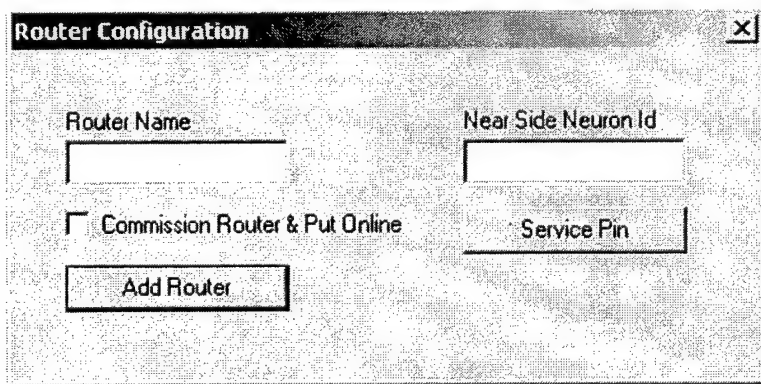 Router Configuration
Router Name
Near Side Neuron Id
Commission Router & Put Online
Service Pin
Add Router